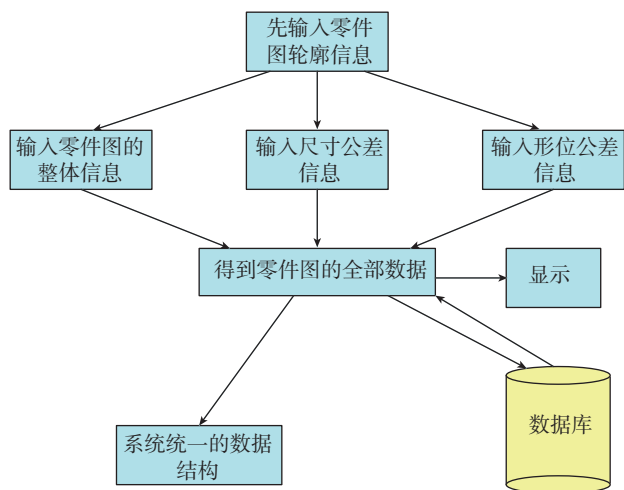 先输入零件
图轮廓信息
输入零件图的
整体信息
输入尺寸公差
信息
输入形位公差
信息
得到零件图的全部数据
显示
数据库
系统统一的数据
结构